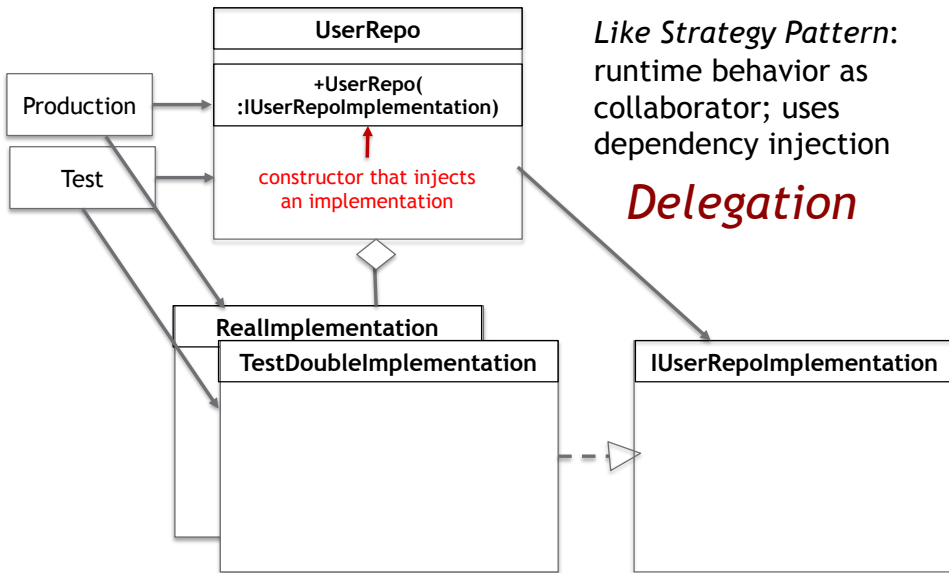 UserRepo
+UserRepo(
:IUserRepoImplementation)
constructor that injects
an implementation
Production
Test
Like Strategy Pattern:
runtime behavior as
collaborator; uses
dependency injection
Delegation
RealImplementation
TestDoubleImplementation
IUserRepoImplementation